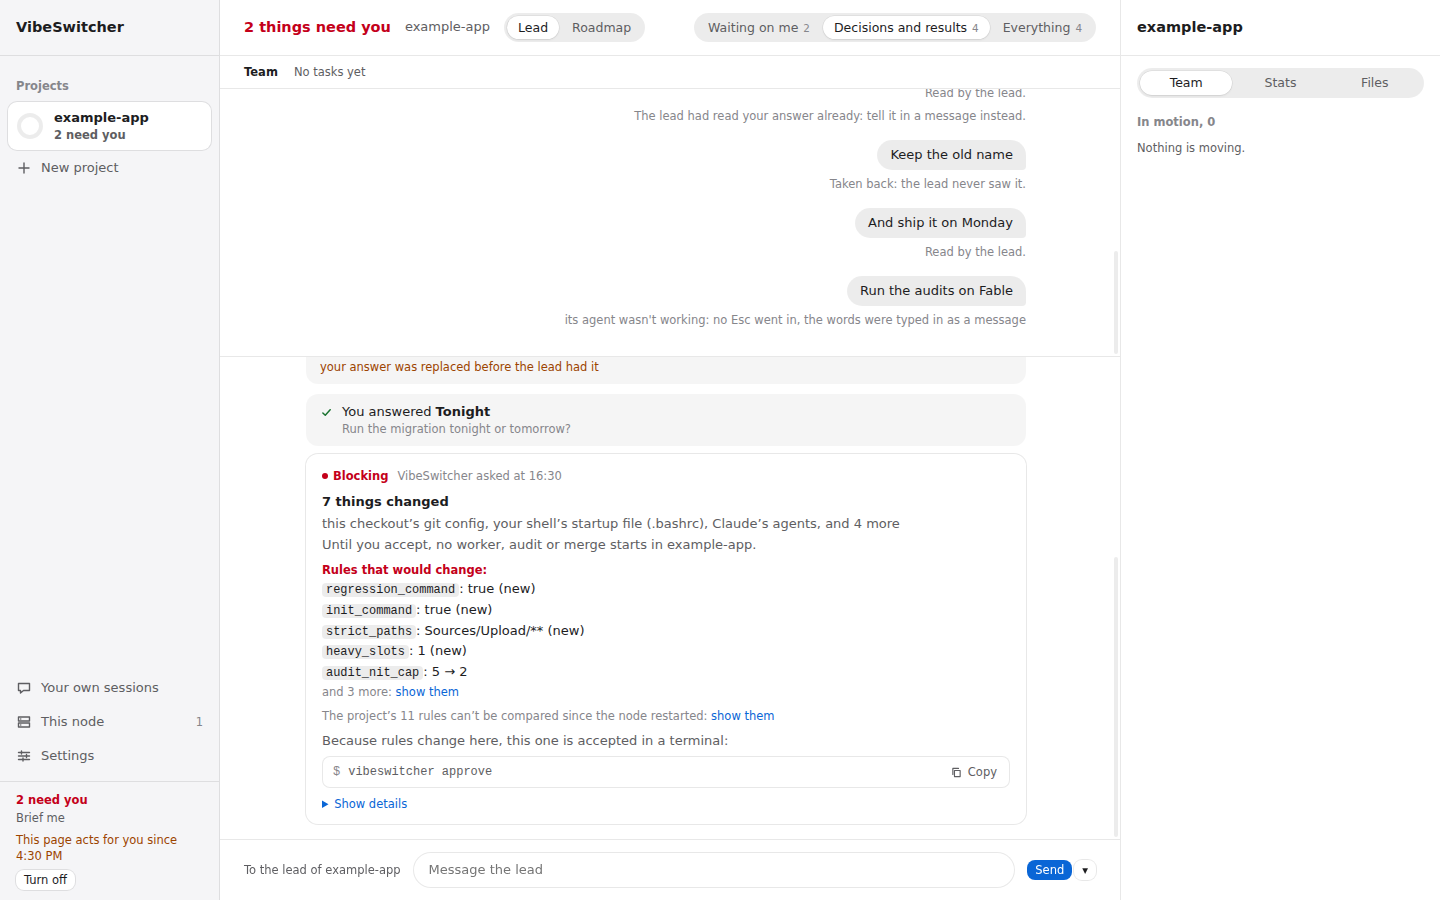 VibeSwitcher
Projects
example-app
2 need you
New project
Your own sessions
This node 1
Settings
2 need you
Brief me
This page acts for you since
4:30 PM
Turn off
2 things need you example-app Lead Roadmap Waiting on me 2 Decisions and results 4 Everything 4
Team No tasks yet
Read by the lead.
The lead had read your answer already: tell it in a message instead.
Keep the old name
Taken back: the lead never saw it.
And ship it on Monday
Read by the lead.
Run the audits on Fable
its agent wasn't working: no Esc went in, the words were typed in as a message
your answer was replaced before the lead had it
You answered Tonight
Run the migration tonight or tomorrow?
Blocking VibeSwitcher asked at 16:30
7 things changed
this checkout’s git config, your shell’s startup file (.bashrc), Claude’s agents, and 4 more
Until you accept, no worker, audit or merge starts in example-app.
Rules that would change:
regression_command: true (new)
init_command: true (new)
strict_paths: Sources/Upload/** (new)
heavy_slots: 1 (new)
audit_nit_cap: 5 → 2
and 3 more: show them
The project’s 11 rules can’t be compared since the node restarted: show them
Because rules change here, this one is accepted in a terminal:
$ vibeswitcher approve Copy
Show details
To the lead of example-app Message the lead Send
example-app
Team Stats Files
In motion, 0
Nothing is moving.